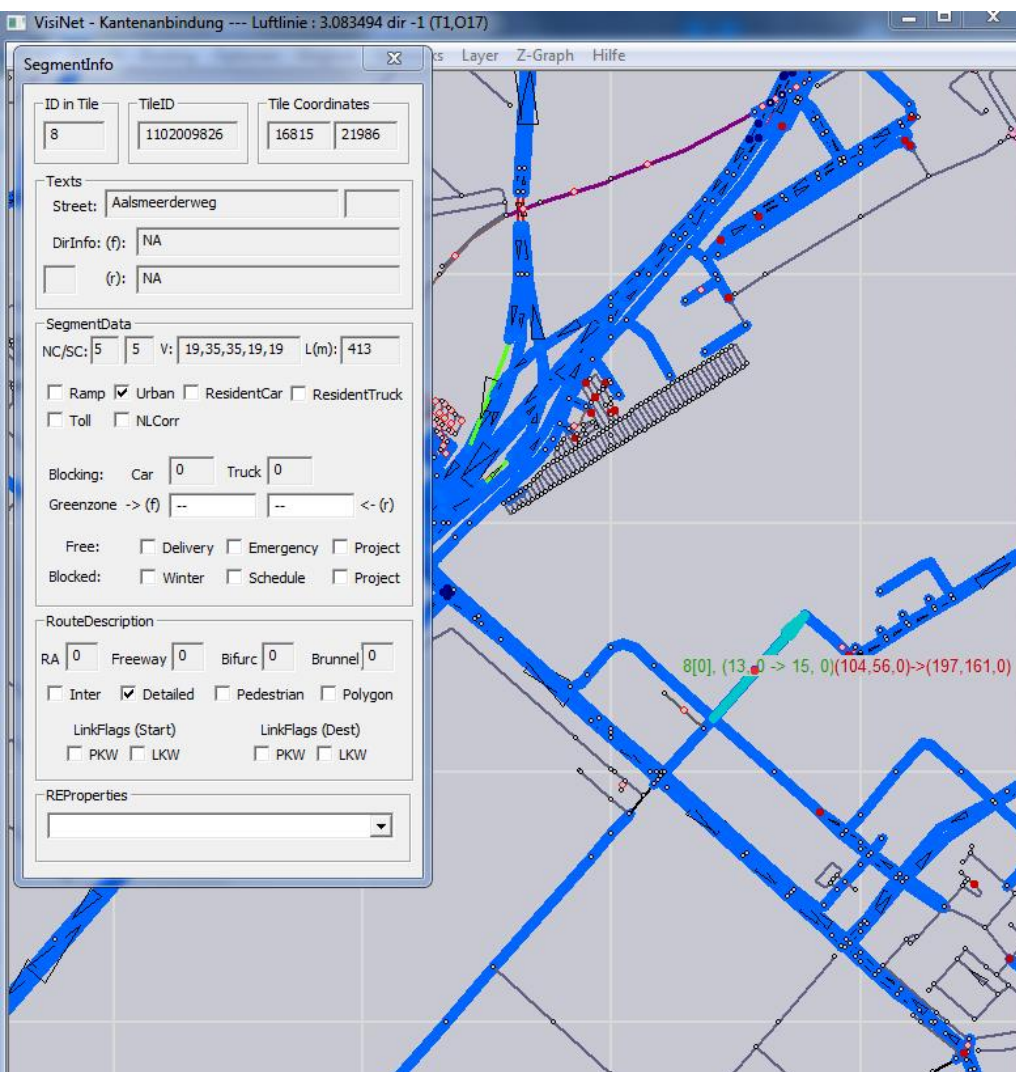 VisiNet - Kantenanbindung --- Luftlinie : 3.083494 dir -1 (T1,O17)
Layer Z-Graph Hilfe
SegmentInfo
ID in Tile TileID Tile Coordinates
8 1102009826 16815 21986
Texts
Street: Aalsmeerderweg
DirInfo: (f): NA
(r): NA
SegmentData
NC/SC: 5 5 V: 19,35,35,19,19 L(m): 413
Ramp Urban ResidentCar ResidentTruck
Toll NLCorr
Blocking: Car 0 Truck 0
Greenzone -> (f) -- -- <- (r)
Free: Delivery Emergency Project
Blocked: Winter Schedule Project
RouteDescription
RA 0 Freeway 0 Bifurc 0 Brunnel 0
Inter Detailed Pedestrian Polygon
LinkFlags (Start) LinkFlags (Dest)
PKW LKW PKW LKW
REProperties
8[0], (13, 0 -> 15, 0)(104,56,0)->(197,161,0)